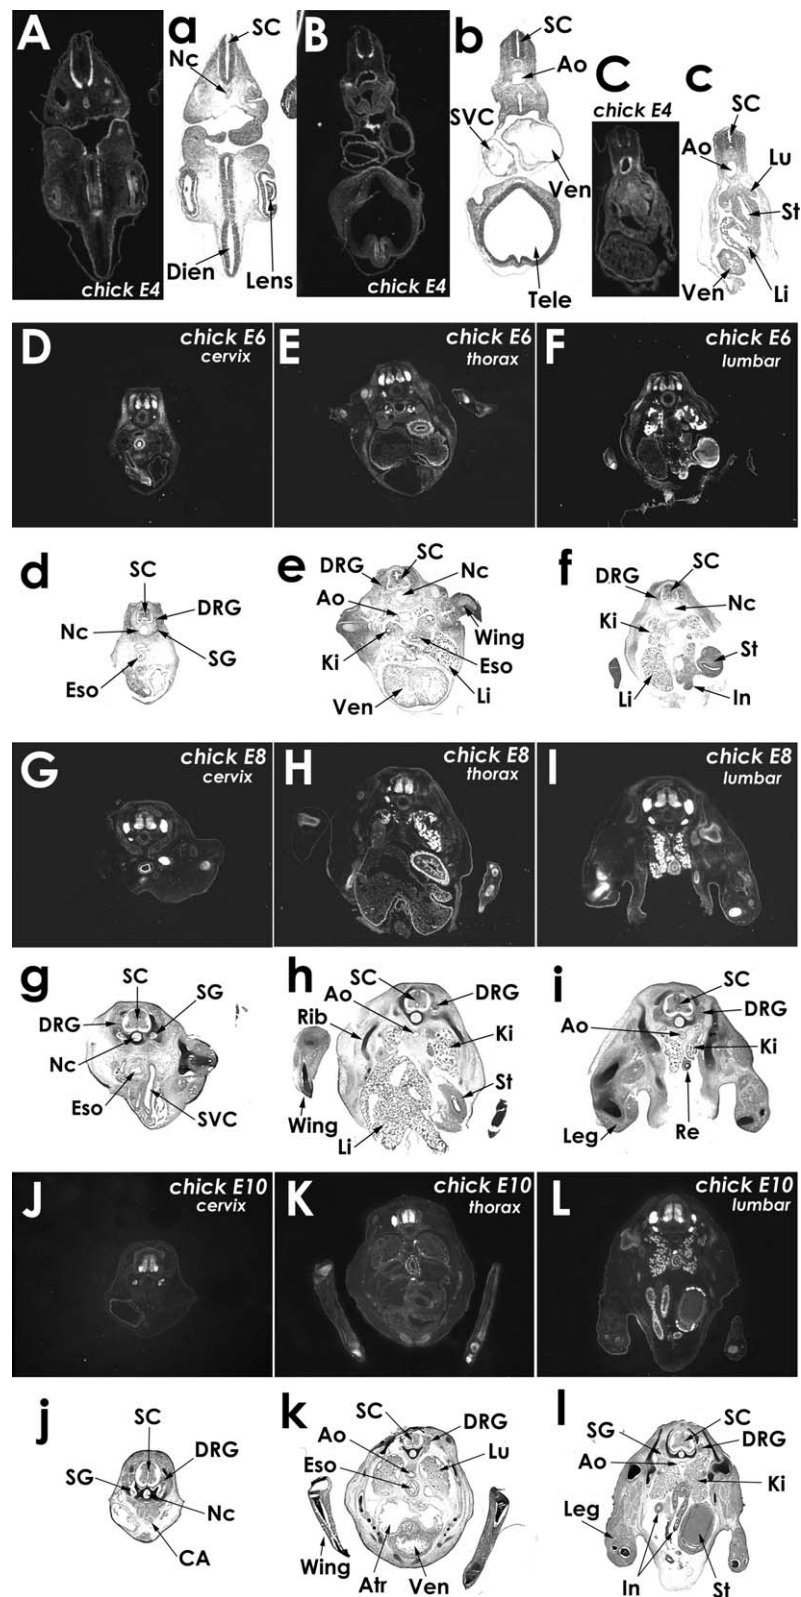 A
chick E4
a
SC
Nc
Dien
Lens
B
chick E4
b
SC
Ao
SVC
Ven
Tele
C
chick E4
c
SC
Ao
Lu
St
Ven
Li
D
chick E6
cervix
E
chick E6
thorax
F
chick E6
lumbar
d
SC
DRG
Nc
SG
Eso
e
SC
DRG
Nc
Ao
Wing
Ki
Eso
Ven
Li
f
SC
DRG
Nc
Ki
St
Li
In
G
chick E8
cervix
H
chick E8
thorax
I
chick E8
lumbar
g
SC
SG
DRG
Nc
Eso
SVC
h
SC
Ao
DRG
Rib
Ki
St
Wing
Li
i
SC
DRG
Ao
Ki
Leg
Re
J
chick E10
cervix
K
chick E10
thorax
L
chick E10
lumbar
j
SC
DRG
SG
Nc
CA
k
SC
DRG
Ao
Eso
Lu
Wing
Atr
Ven
l
SC
SG
DRG
Ao
Ki
Leg
In
St